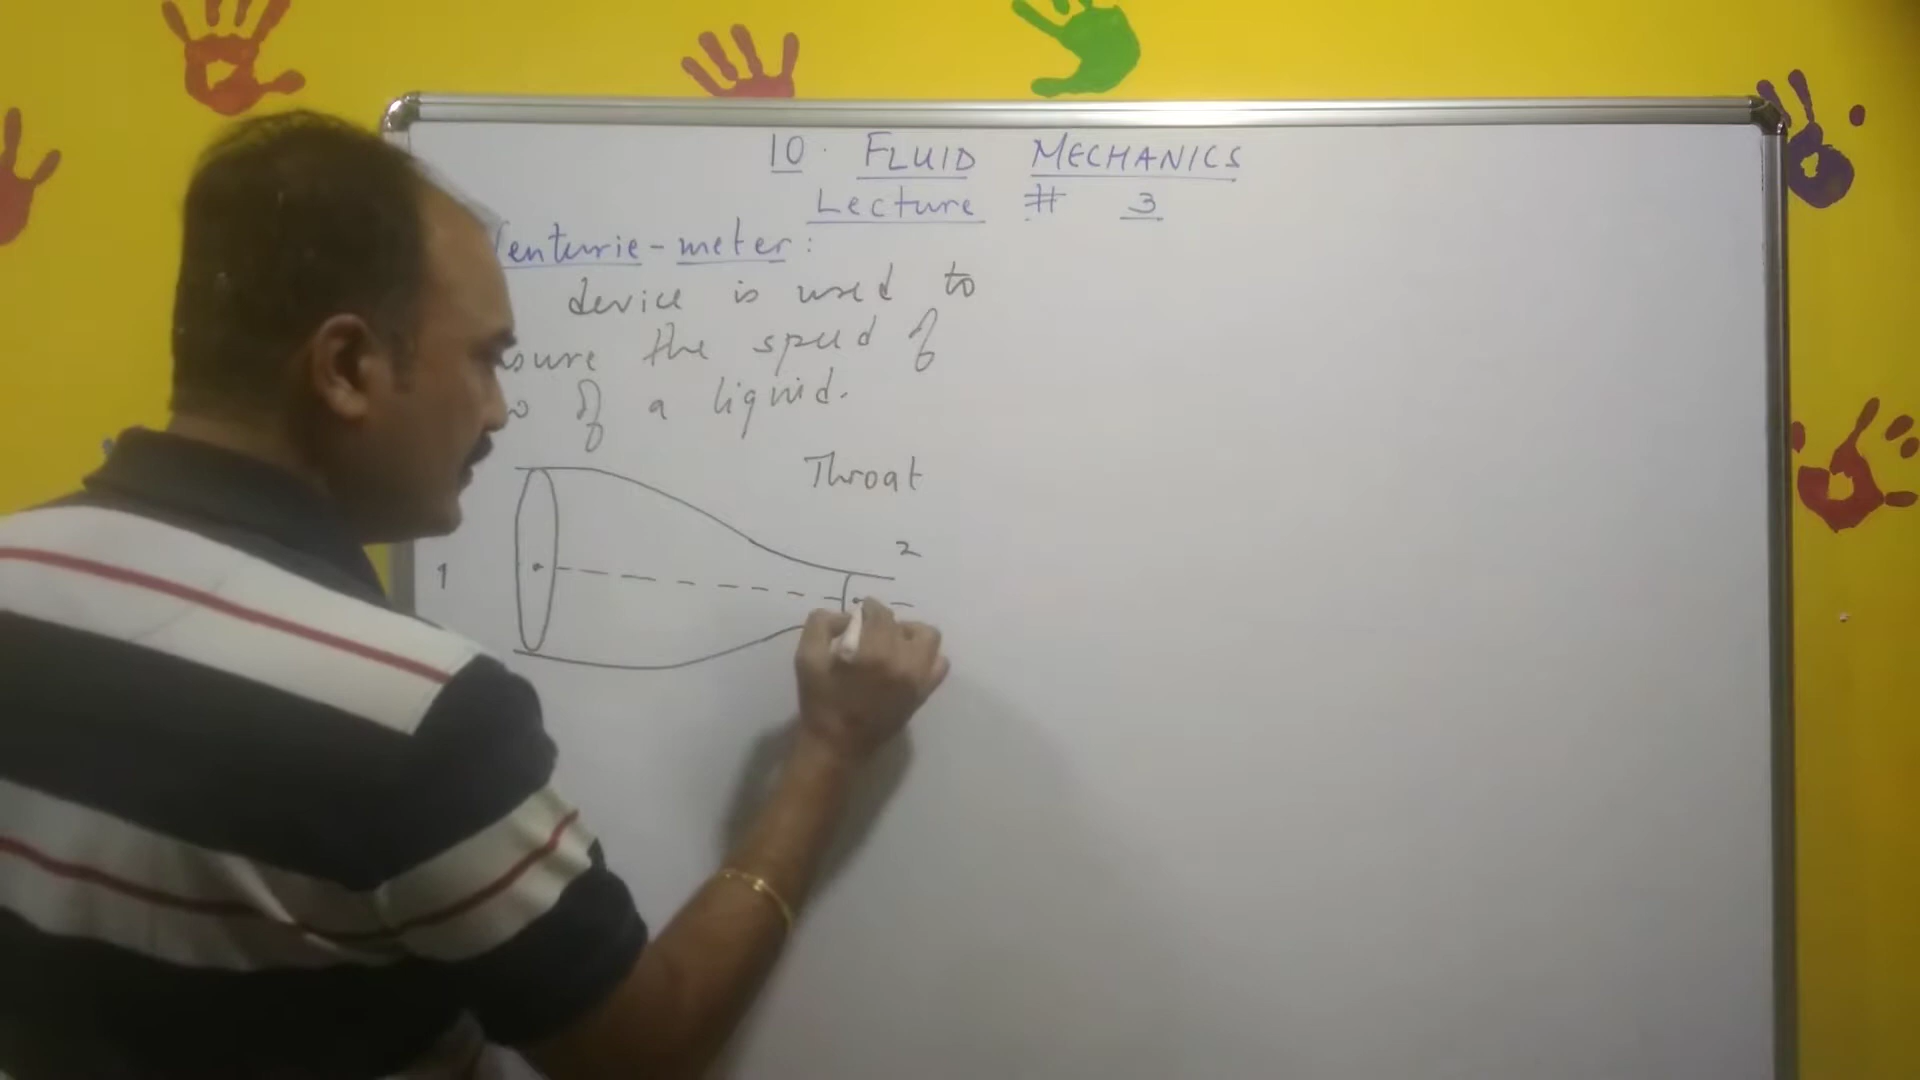 10. FLUID MECHANICS
Lecture # 3
Venturie-meter:
device is used to
sure the speed of
of a liquid.
Throat
2
1